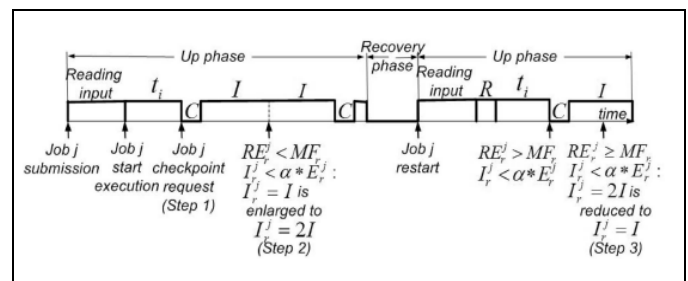 Up phase
Recovery
phase
Up phase
Reading
input
t_i
C
I
I
C
Reading
input
R
t_i
C
I
time
Job j
submission
Job j
start
execution
Job j
checkpoint
request
(Step 1)
RE_r^j < MF_r
I_r^j < α * E_r^j :
I_r^j = I is
enlarged to
I_r^j = 2I
(Step 2)
Job j
restart
RE_r^j > MF_r
I_r^j < α * E_r^j
RE_r^j ≥ MF_r
I_r^j < α * E_r^j :
I_r^j = 2I is
reduced to
I_r^j = I
(Step 3)